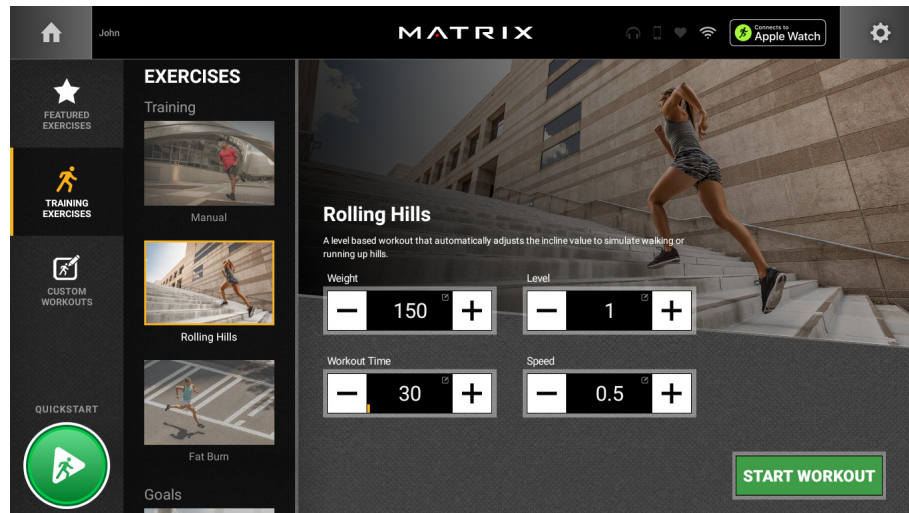 John
MATRIX
Connects to
Apple Watch
FEATURED
EXERCISES
TRAINING
EXERCISES
CUSTOM
WORKOUTS
QUICKSTART
EXERCISES
Training
Manual
Rolling Hills
Fat Burn
Goals
Rolling Hills
A level based workout that automatically adjusts the incline value to simulate walking or
running up hills.
Weight
150
Level
1
Workout Time
30
Speed
0.5
START WORKOUT